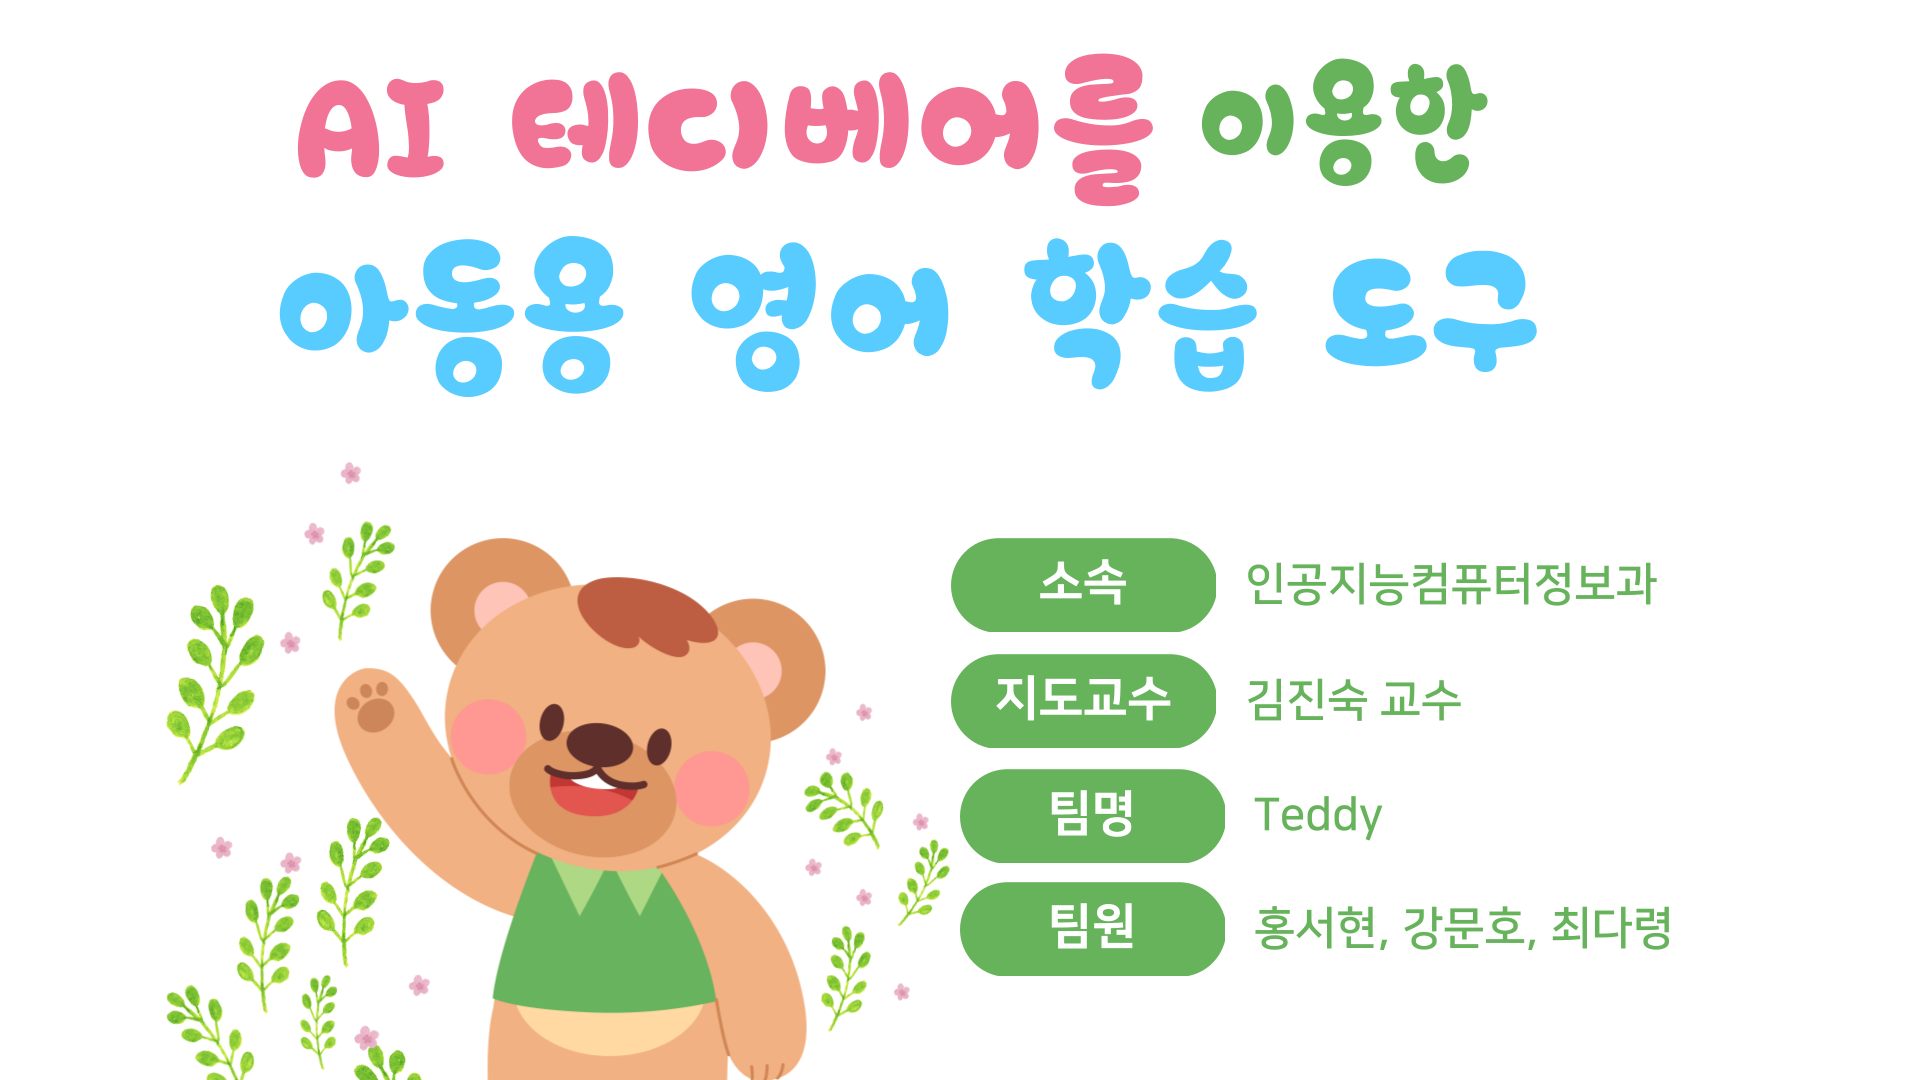 AI 테디베어를 이용한
아동용 영어 학습 도구
소속 인공지능컴퓨터정보과
지도교수 김진숙 교수
팀명 Teddy
팀원 홍서현, 강문호, 최다령